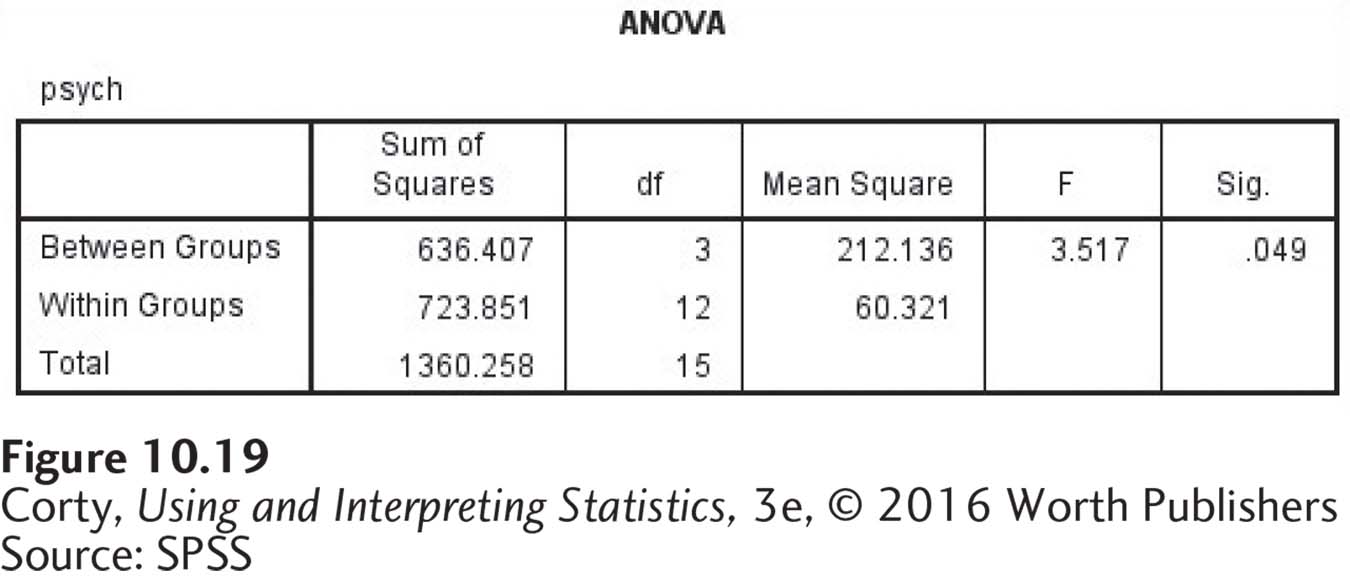 ANOVA
psych
Sum of
Squares df Mean Square F Sig.
Between Groups 636.407 3 212.136 3.517 .049
Within Groups 723.851 12 60.321
Total 1360.258 15
Figure 10.19
Corty, Using and Interpreting Statistics, 3e, © 2016 Worth Publishers
Source: SPSS